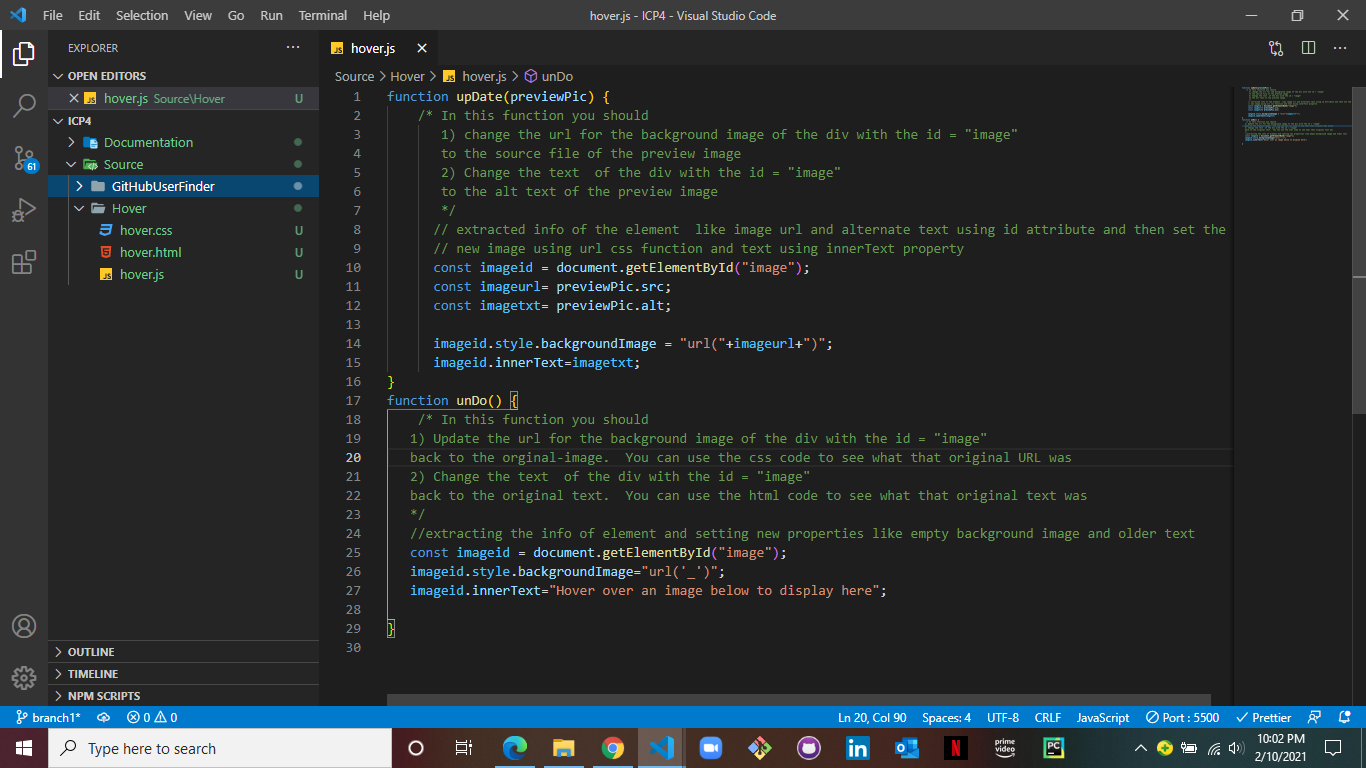 File Edit Selection View Go Run Terminal Help
hover.js - ICP4 - Visual Studio Code
EXPLORER
OPEN EDITORS
hover.js Source\Hover U
ICP4
Documentation
Source
GitHubUserFinder
Hover
hover.css U
hover.html U
hover.js U
OUTLINE
TIMELINE
NPM SCRIPTS
61
hover.js
Source > Hover > hover.js > unDo
1 function upDate(previewPic) {
2 /* In this function you should
3 1) change the url for the background image of the div with the id = "image"
4 to the source file of the preview image
5 2) Change the text  of the div with the id = "image"
6 to the alt text of the preview image
7 */
8 // extracted info of the element  like image url and alternate text using id attribute and then set the
9 // new image using url css function and text using innerText property
10 const imageid = document.getElementById("image");
11 const imageurl= previewPic.src;
12 const imagetxt= previewPic.alt;
13
14 imageid.style.backgroundImage = "url("+imageurl+")";
15 imageid.innerText=imagetxt;
16 }
17 function unDo() {
18 /* In this function you should
19 1) Update the url for the background image of the div with the id = "image"
20 back to the orginal-image.  You can use the css code to see what that original URL was
21 2) Change the text  of the div with the id = "image"
22 back to the original text.  You can use the html code to see what that original text was
23 */
24 //extracting the info of element and setting new properties like empty background image and older text
25 const imageid = document.getElementById("image");
26 imageid.style.backgroundImage="url('_')";
27 imageid.innerText="Hover over an image below to display here";
28
29 }
30
branch1* 0 0 Ln 20, Col 90 Spaces: 4 UTF-8 CRLF JavaScript Port : 5500 Prettier
Type here to search
in
N
prime video
PC
10:02 PM
2/10/2021